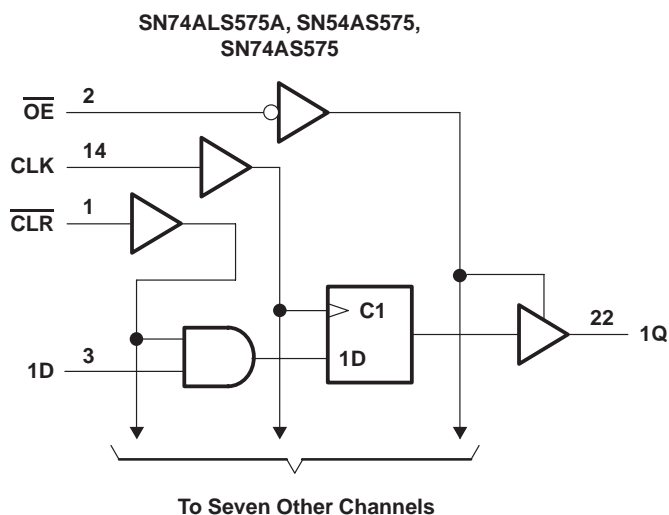 SN74ALS575A, SN54AS575,
SN74AS575
OE 2
CLK 14
CLR 1
C1
1D
22 1Q
1D 3
To Seven Other Channels